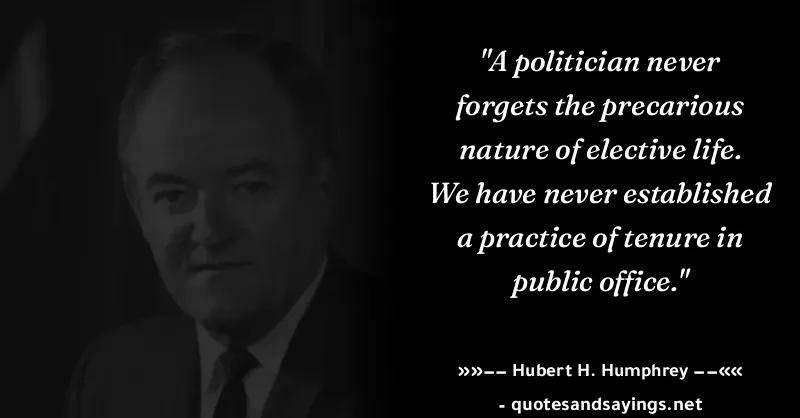 "A politician never
forgets the precarious
nature of elective life.
We have never established
a practice of tenure in
public office."
»»–– Hubert H. Humphrey ––««
- quotesandsayings.net